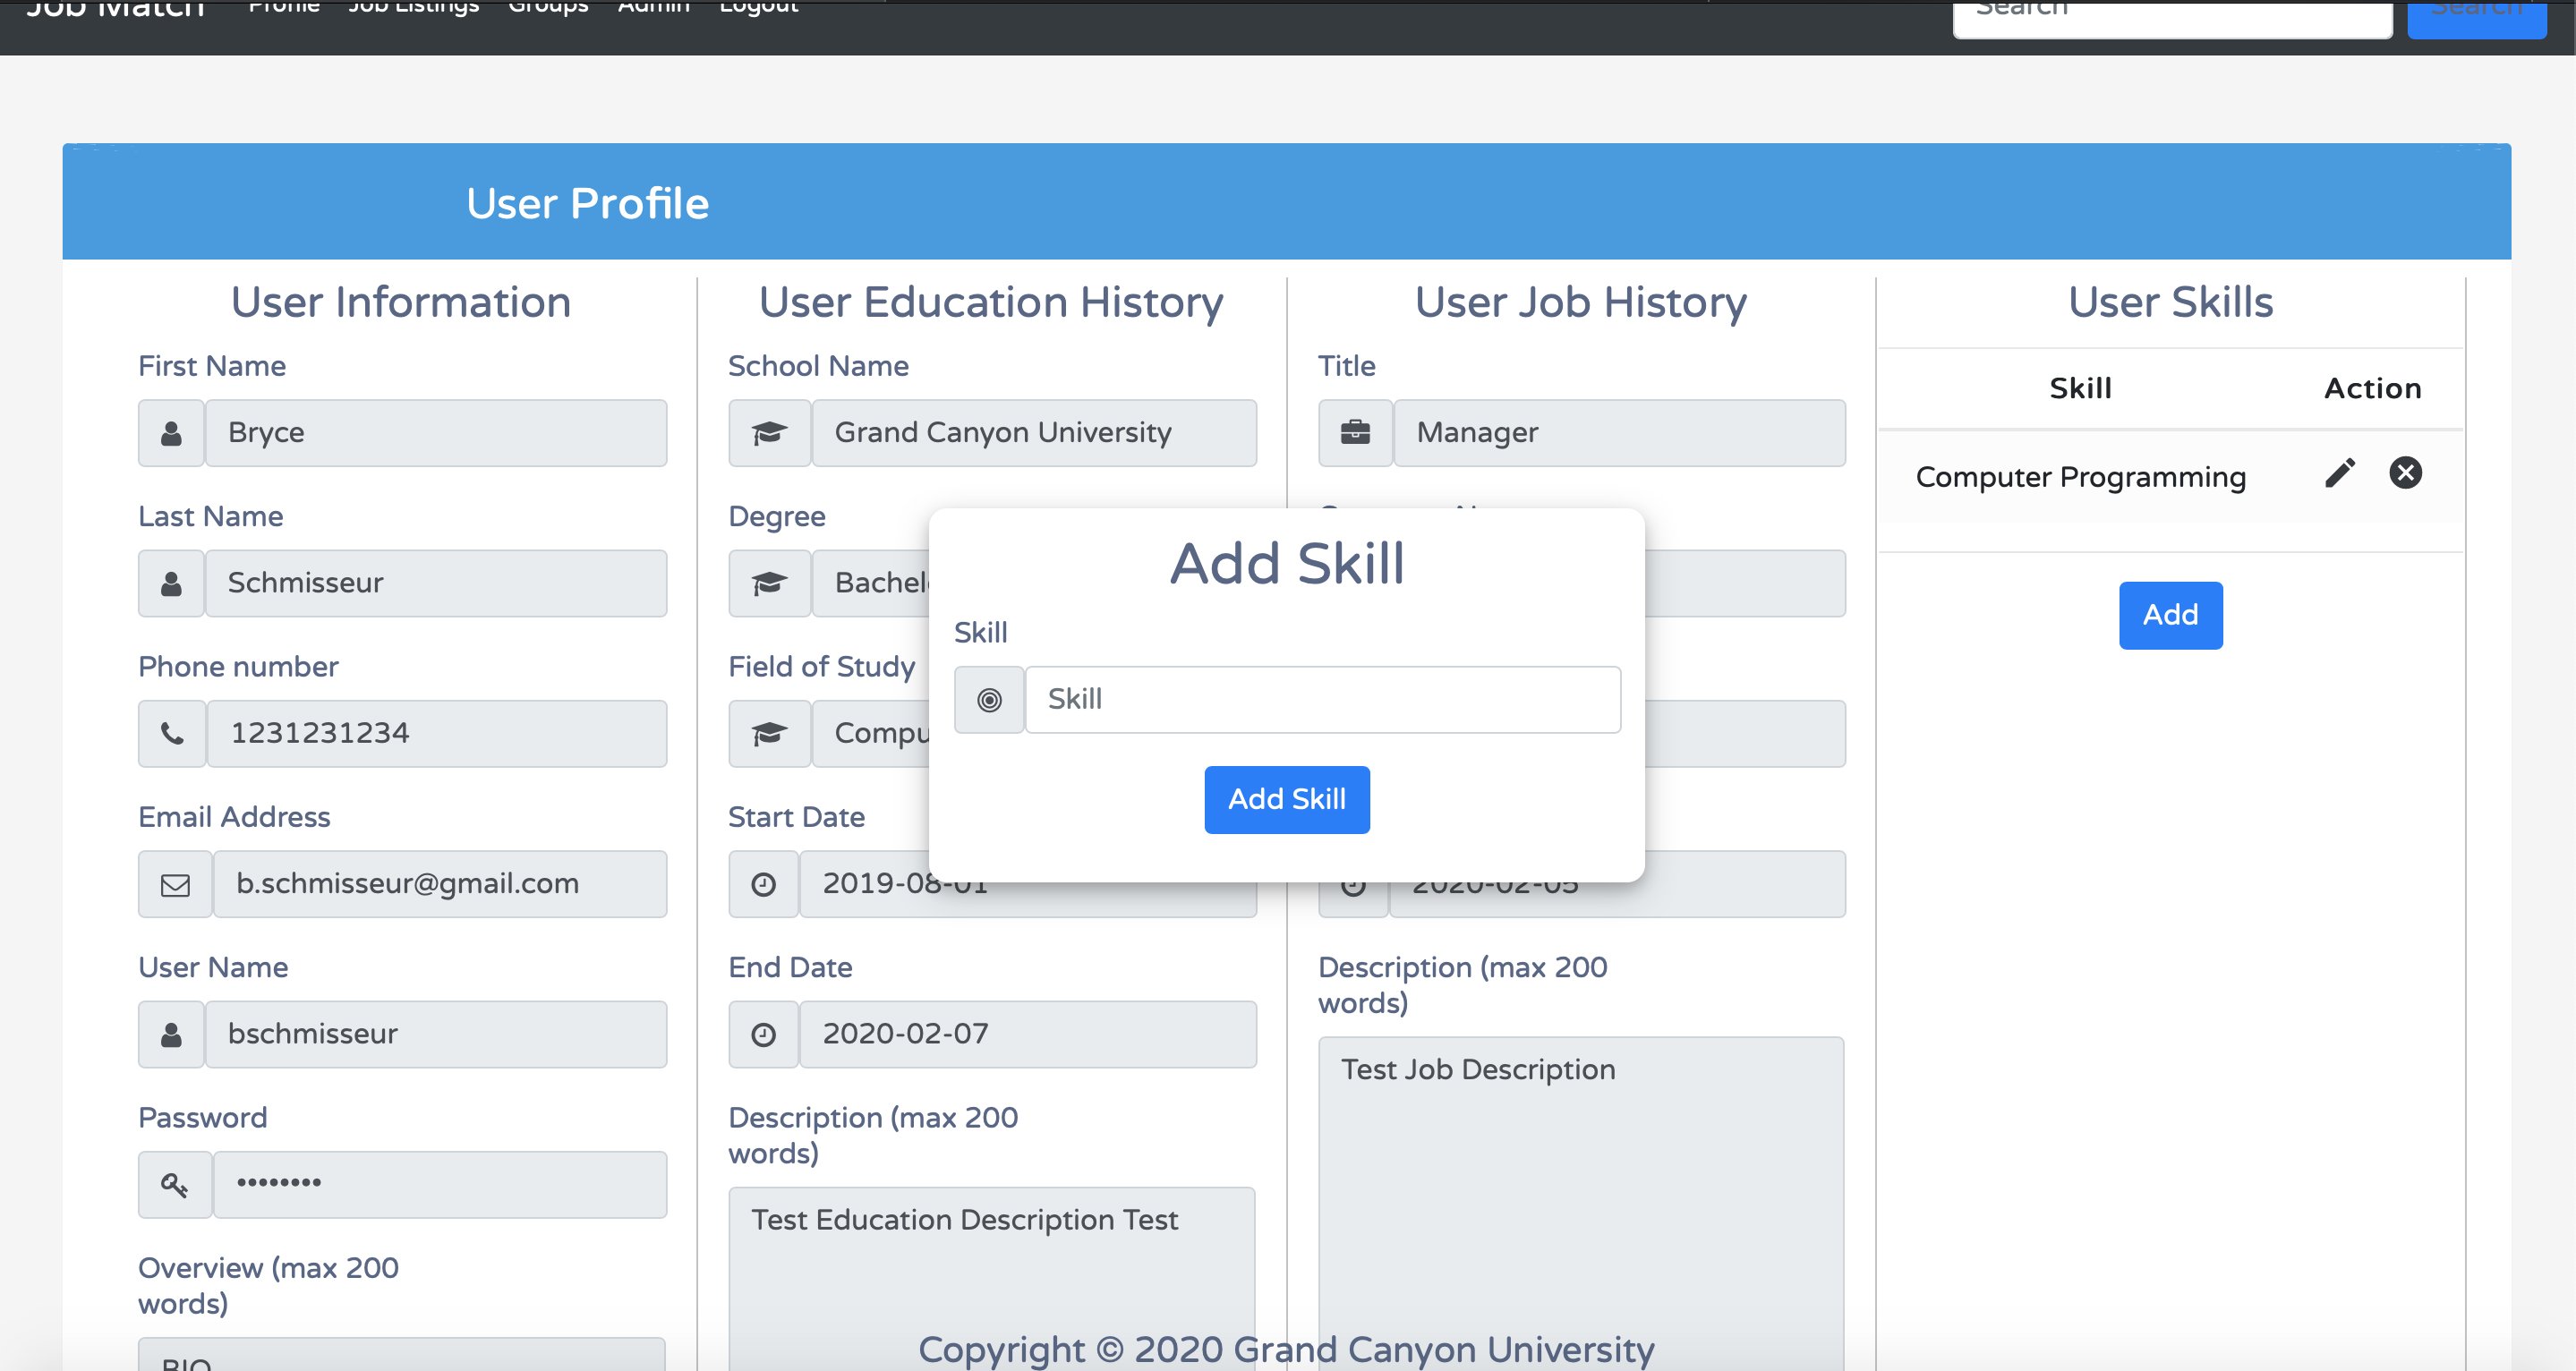 Job Match Profile Job Listings Groups Admin Logout Search Search
User Profile
User Information
First Name
Bryce
Last Name
Schmisseur
Phone number
1231231234
Email Address
b.schmisseur@gmail.com
User Name
bschmisseur
Password
••••••••
Overview (max 200
words)
BIO
User Education History
School Name
Grand Canyon University
Degree
Field of Study
Start Date
2019-08-01
End Date
2020-02-07
Description (max 200
words)
Test Education Description Test
User Job History
Title
Manager
2020-02-05
Description (max 200
words)
Test Job Description
User Skills
Skill Action
Computer Programming
Add
Add Skill
Skill
Skill
Add Skill
Copyright © 2020 Grand Canyon University